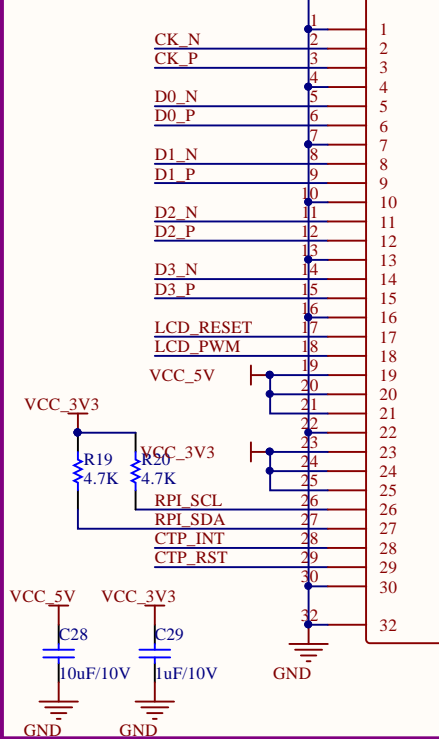 1 1
CK_N 2 2
CK_P 3 3
4 4
D0_N 5 5
D0_P 6 6
7 7
D1_N 8 8
D1_P 9 9
10 10
D2_N 11 11
D2_P 12 12
13 13
D3_N 14 14
D3_P 15 15
16 16
LCD_RESET 17 17
LCD_PWM 18 18
VCC_5V 19 19
20 20
VCC_3V3 21 21
22 22
R19 R20 VCC_3V3 23 23
4.7K 4.7K 24 24
25 25
RPI_SCL 26 26
RPI_SDA 27 27
CTP_INT 28 28
CTP_RST 29 29
30 30
VCC_5V VCC_3V3
32 32
C28 C29
10uF/10V 1uF/10V GND
GND GND